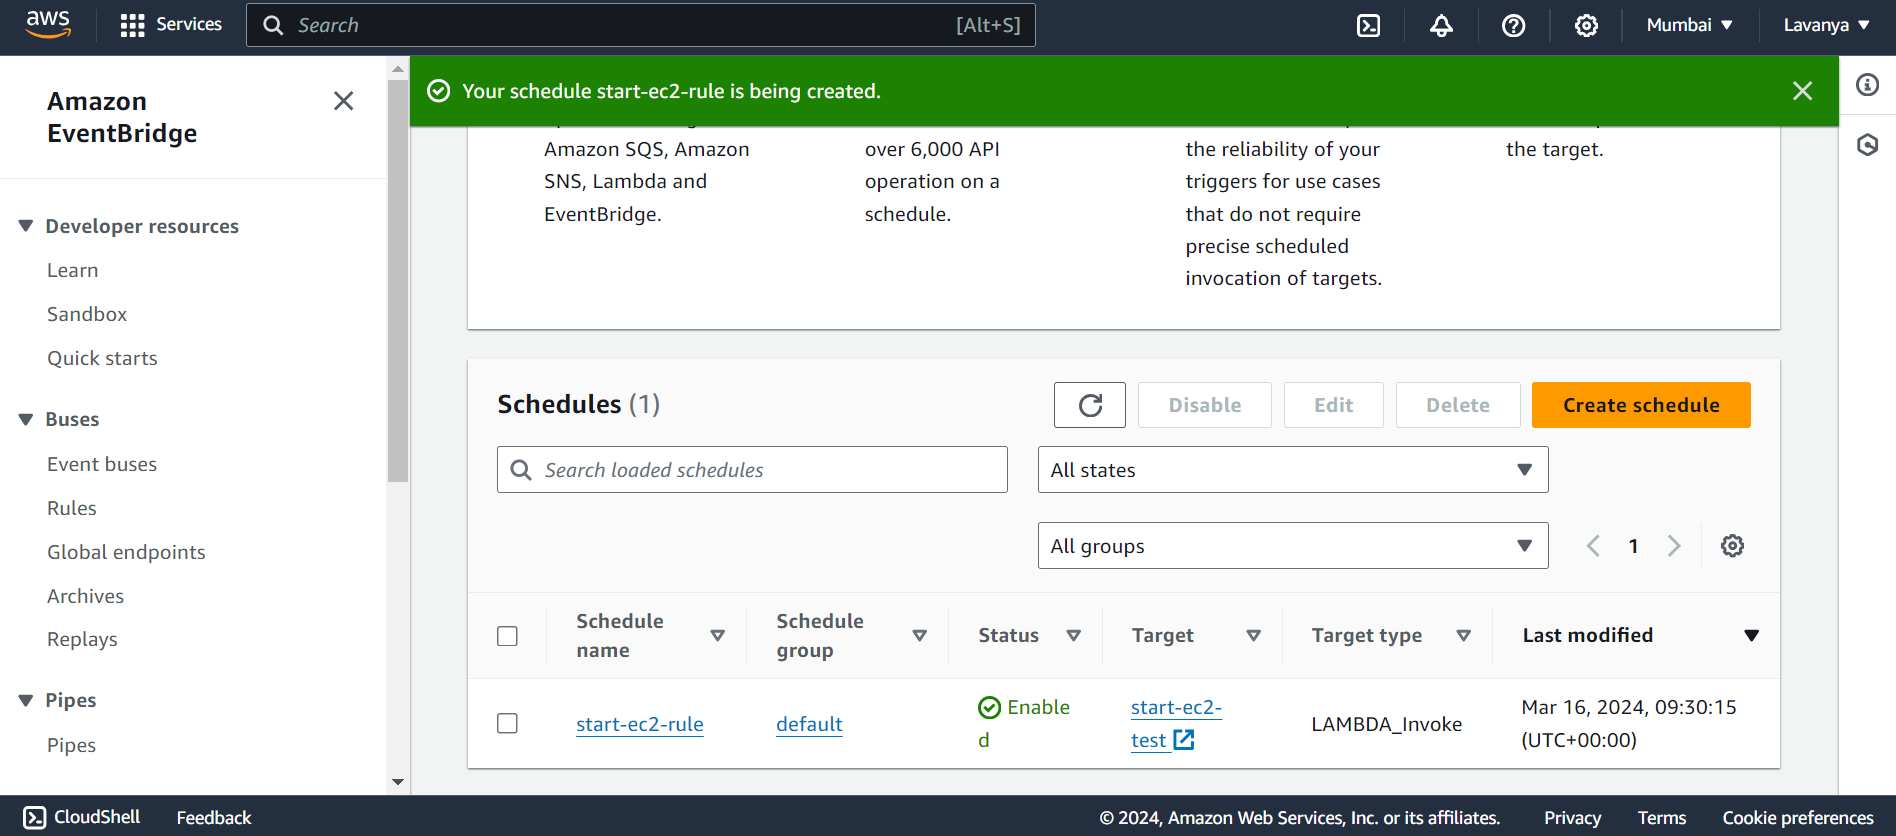 aws
Services
Search
[Alt+S]
Mumbai
Lavanya
Amazon
EventBridge
Developer resources
Learn
Sandbox
Quick starts
Buses
Event buses
Rules
Global endpoints
Archives
Replays
Pipes
Pipes
Your schedule start-ec2-rule is being created.
Amazon SQS, Amazon
SNS, Lambda and
EventBridge.
over 6,000 API
operation on a
schedule.
the reliability of your
triggers for use cases
that do not require
precise scheduled
invocation of targets.
the target.
Schedules (1)
Disable
Edit
Delete
Create schedule
Search loaded schedules
All states
All groups
1
Schedule
name
Schedule
group
Status
Target
Target type
Last modified
start-ec2-rule
default
Enable
d
start-ec2-
test
LAMBDA_Invoke
Mar 16, 2024, 09:30:15
(UTC+00:00)
CloudShell
Feedback
© 2024, Amazon Web Services, Inc. or its affiliates.
Privacy
Terms
Cookie preferences